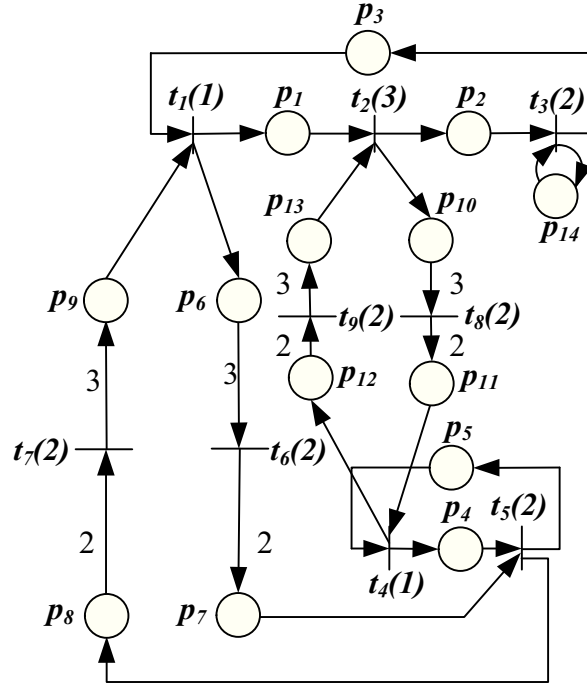 p3
t1(1) p1 t2(3) p2 t3(2)
p13 p10 p14
p9 p6 3 3
t9(2) t8(2)
2 2
3 3 p12 p11
p5
t7(2) t6(2) p4 t5(2)
2 2
t4(1)
p8 p7